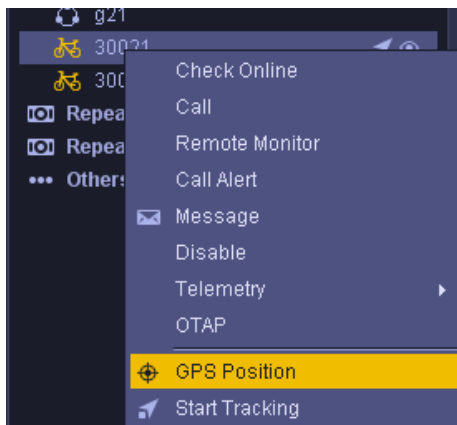 g21
30021
Check Online
300
Call
Repea
Remote Monitor
Repea
Call Alert
Others
Message
Disable
Telemetry
OTAP
GPS Position
Start Tracking